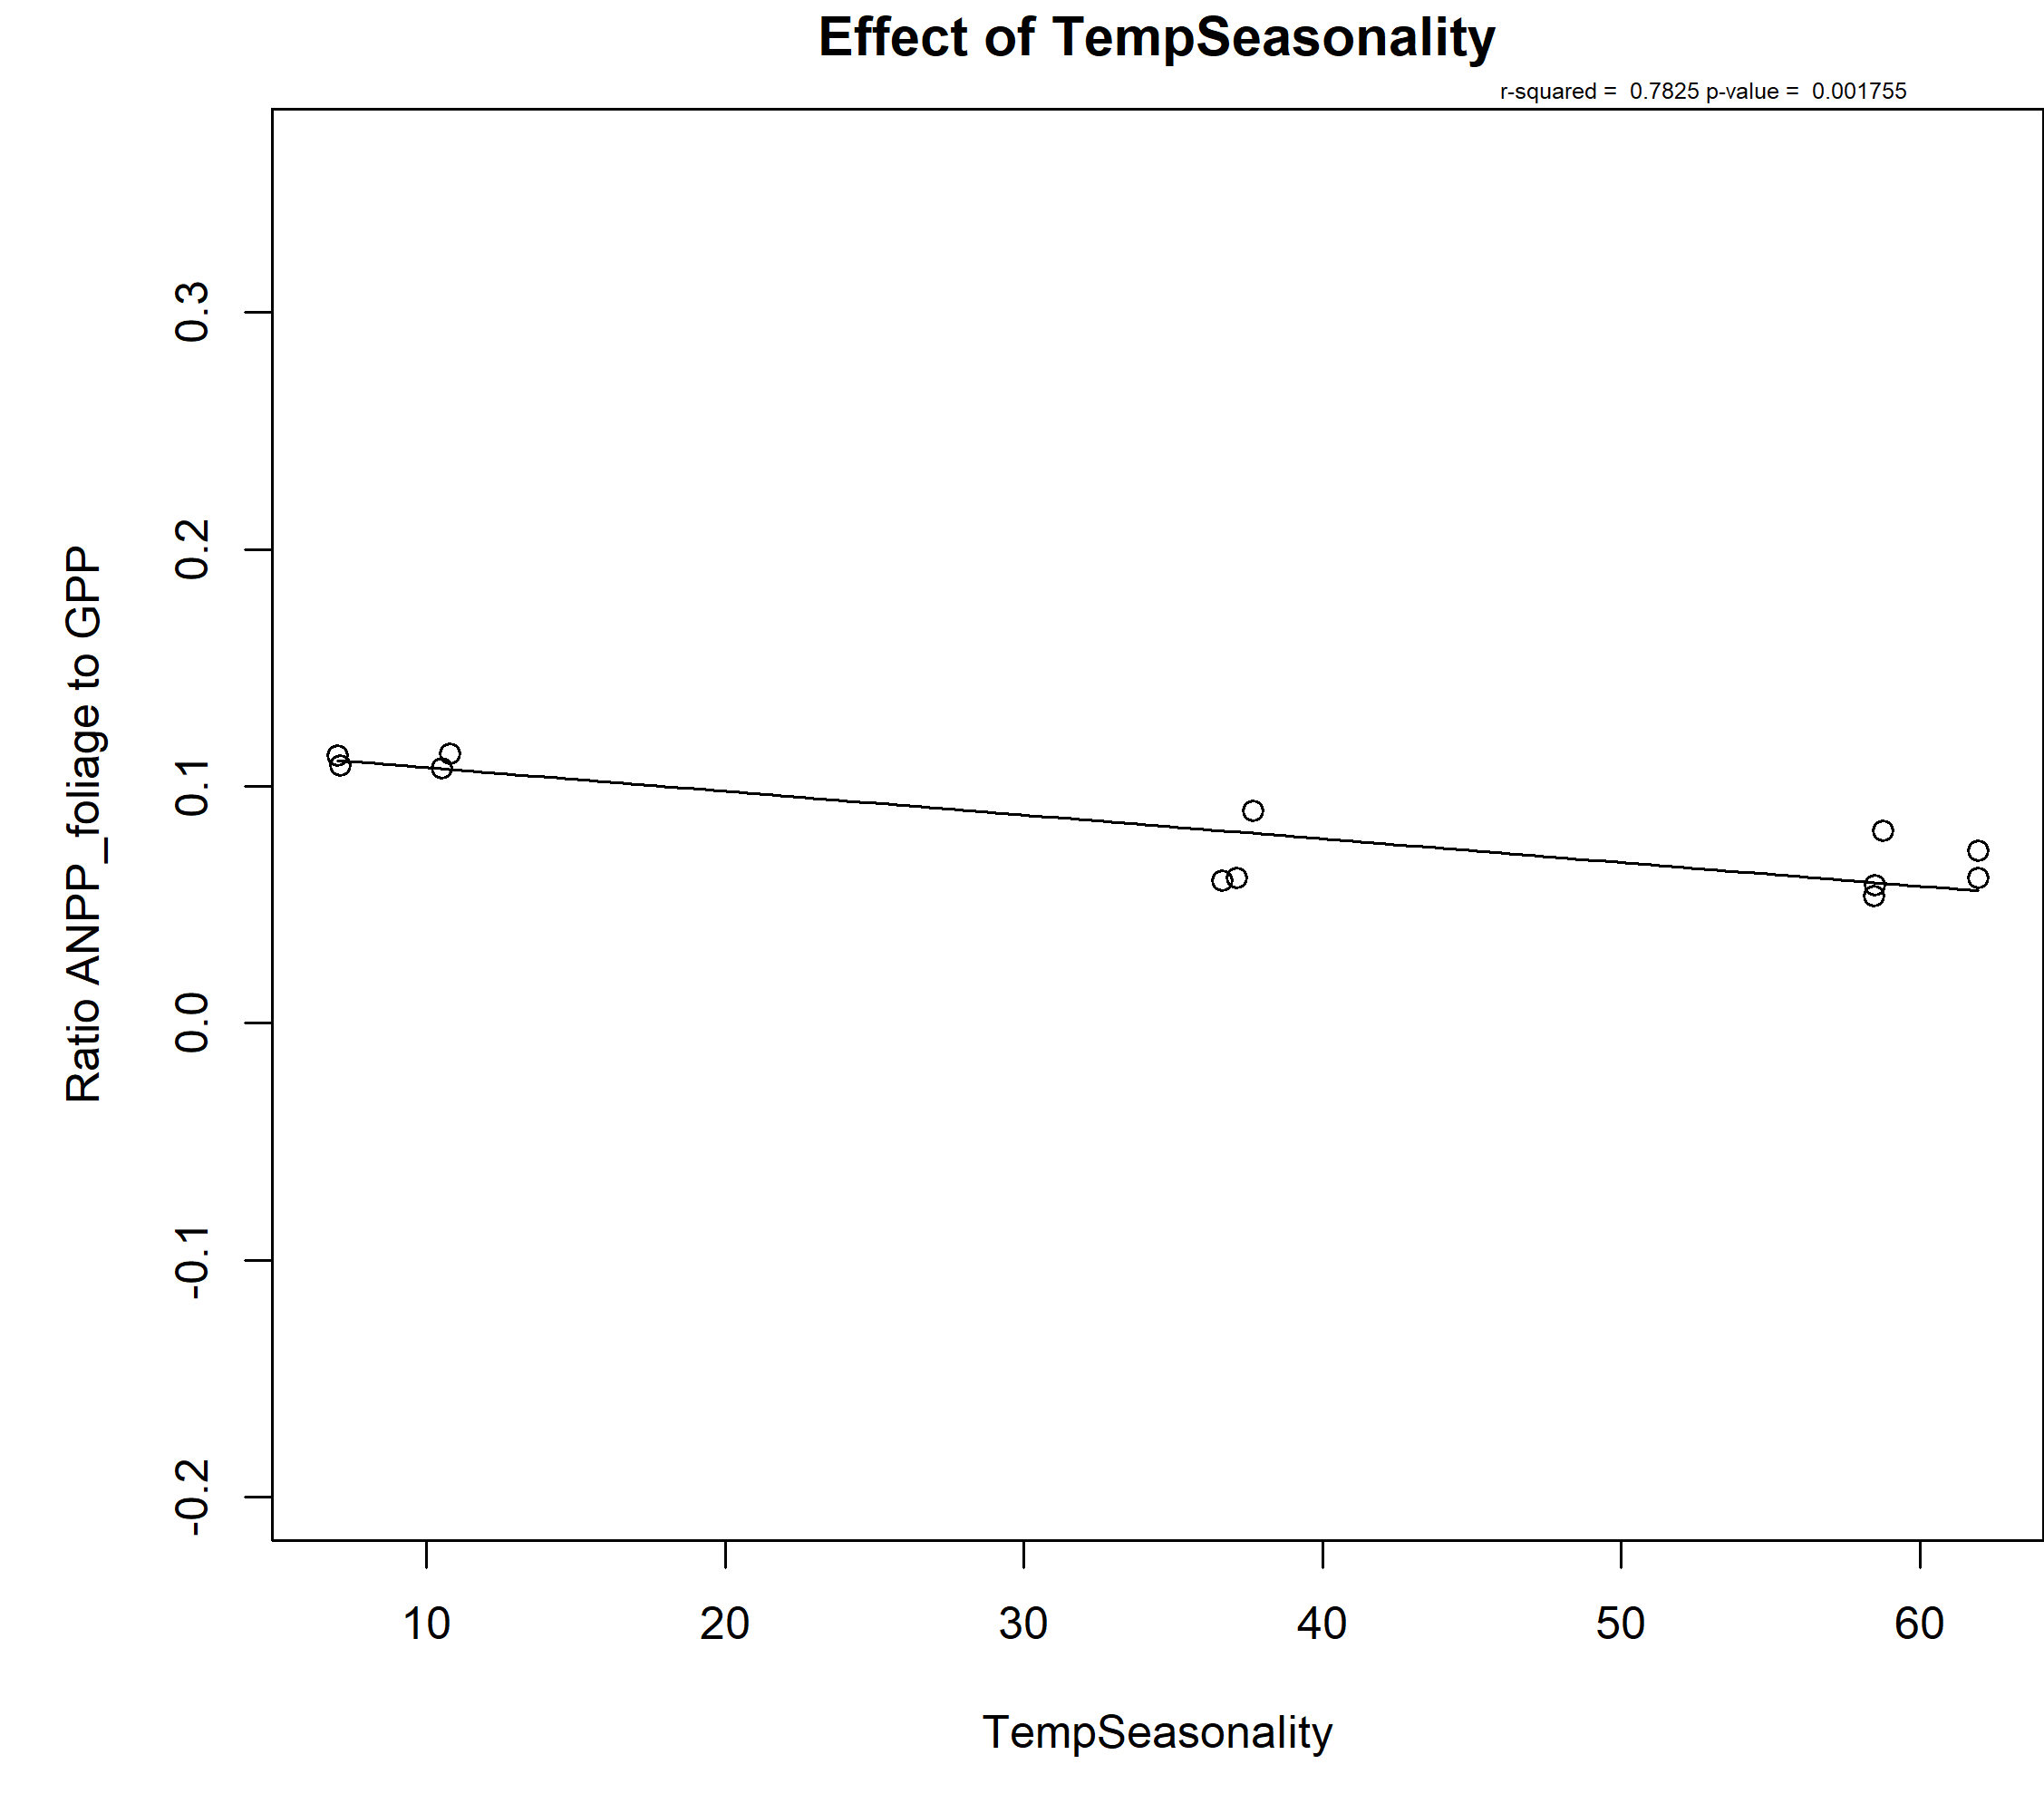 Effect of TempSeasonality
r-squared =  0.7825 p-value =  0.001755
Ratio ANPP_foliage to GPP
0.3
0.2
0.1
0.0
-0.1
-0.2
10 20 30 40 50 60
TempSeasonality